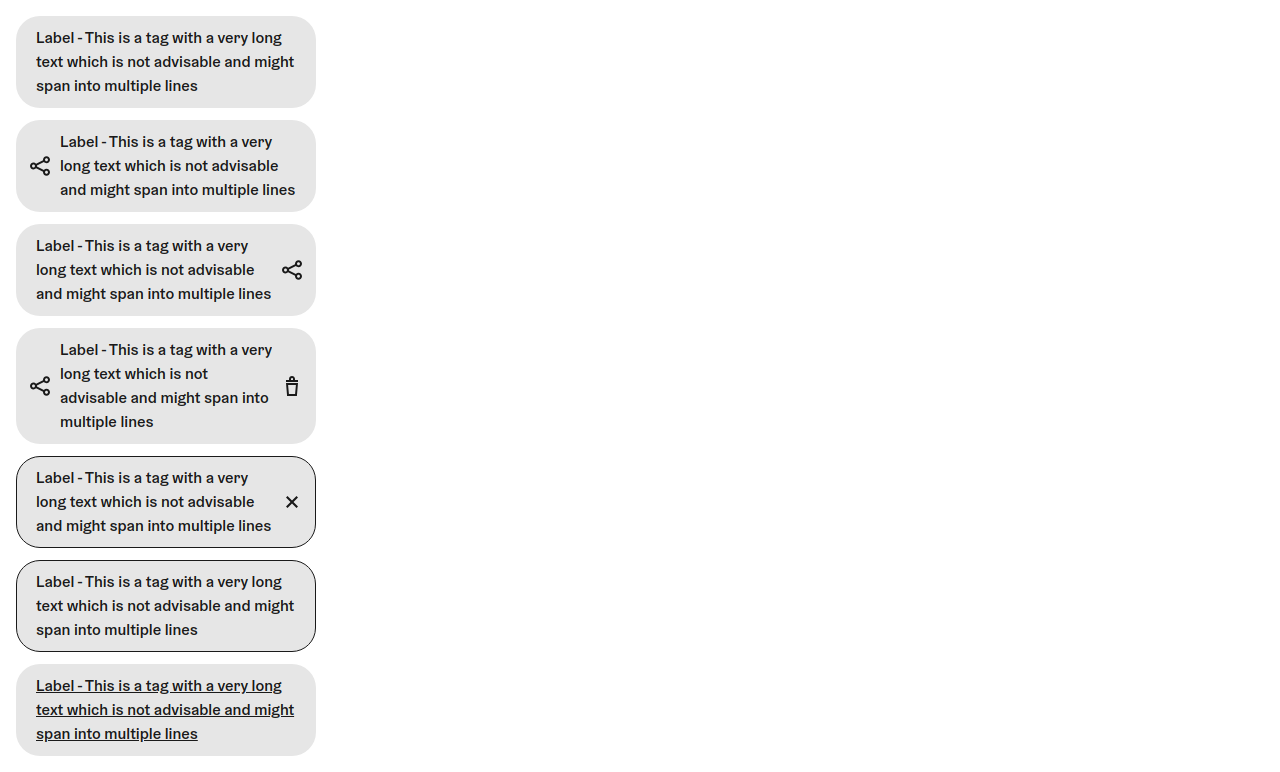 Label - This is a tag with a very long
text which is not advisable and might
span into multiple lines
Label - This is a tag with a very
long text which is not advisable
and might span into multiple lines
Label - This is a tag with a very
long text which is not advisable
and might span into multiple lines
Label - This is a tag with a very
long text which is not
advisable and might span into
multiple lines
Label - This is a tag with a very
long text which is not advisable
and might span into multiple lines
Label - This is a tag with a very long
text which is not advisable and might
span into multiple lines
Label - This is a tag with a very long
text which is not advisable and might
span into multiple lines